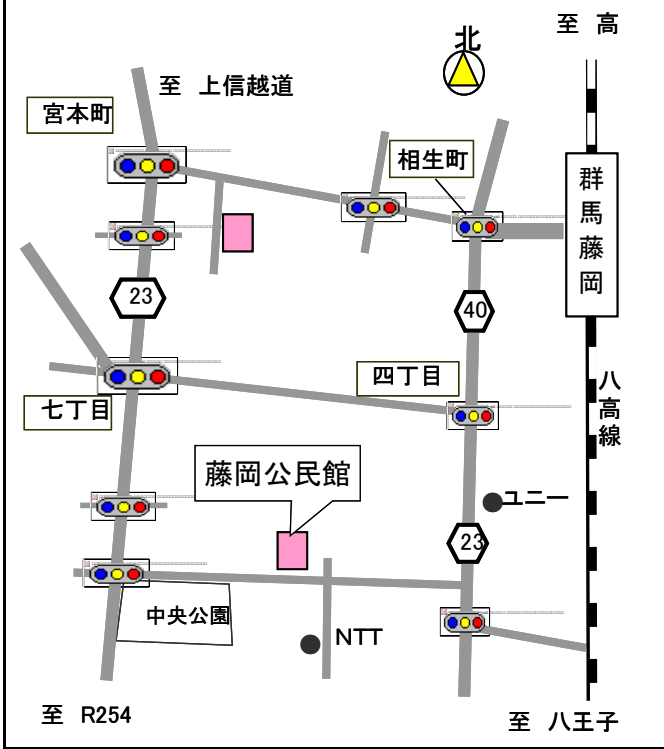 至 高
北
至 上信越道
宮本町
相生町
群馬藤岡
23
40
四丁目
八高線
七丁目
藤岡公民館
ユニー
23
中央公園
NTT
至 R254
至 八王子